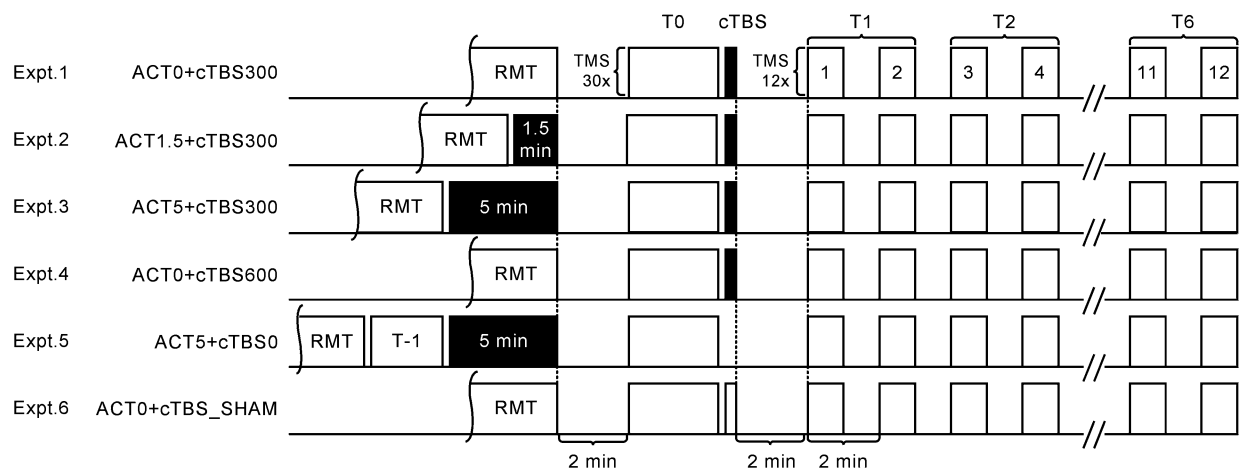 T0 cTBS T1 T2 T6
Expt.1 ACT0+cTBS300 RMT TMS 30x TMS 12x 1 2 3 4 11 12
Expt.2 ACT1.5+cTBS300 RMT 1.5 min
Expt.3 ACT5+cTBS300 RMT 5 min
Expt.4 ACT0+cTBS600 RMT
Expt.5 ACT5+cTBS0 RMT T-1 5 min
Expt.6 ACT0+cTBS_SHAM RMT
2 min 2 min 2 min